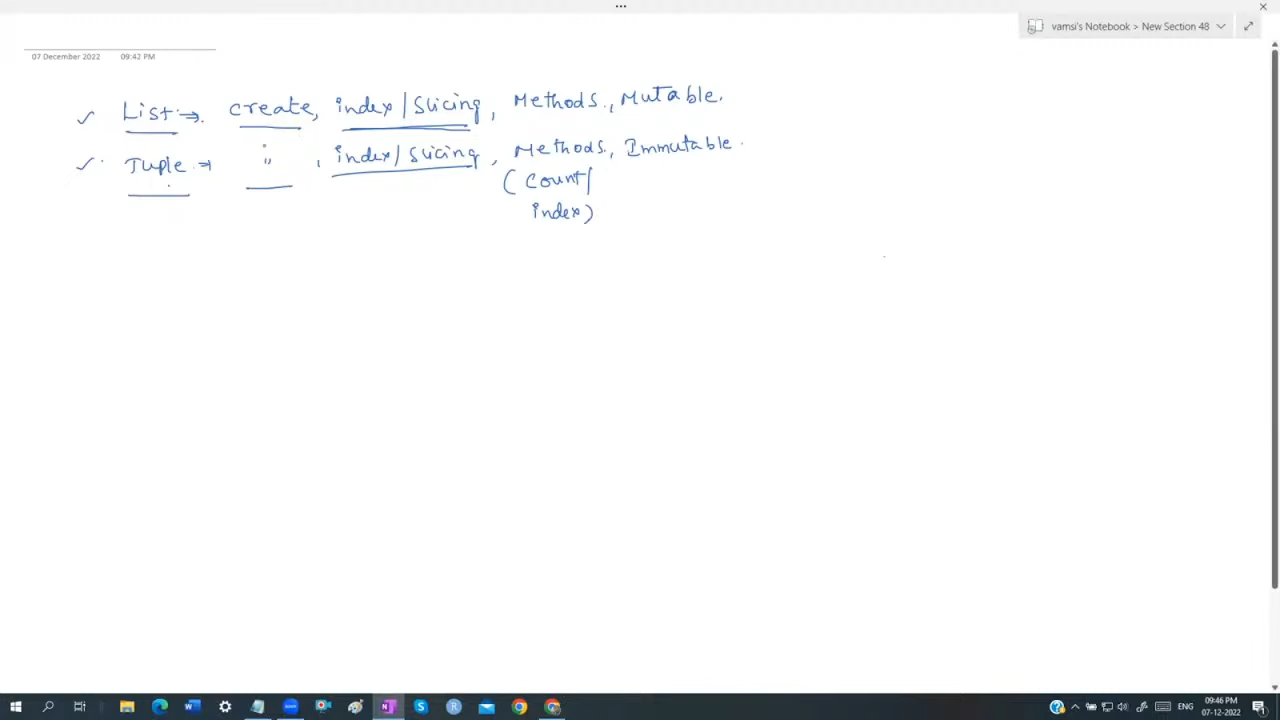 vamsi's Notebook > New Section 48
07 December 2022 09:42 PM
List → create, index/Slicing, Methods, Mutable.
Tuple → " , index/Slicing, Methods, Immutable.
(Count/
index)
ENG
09:46 PM
07-12-2022